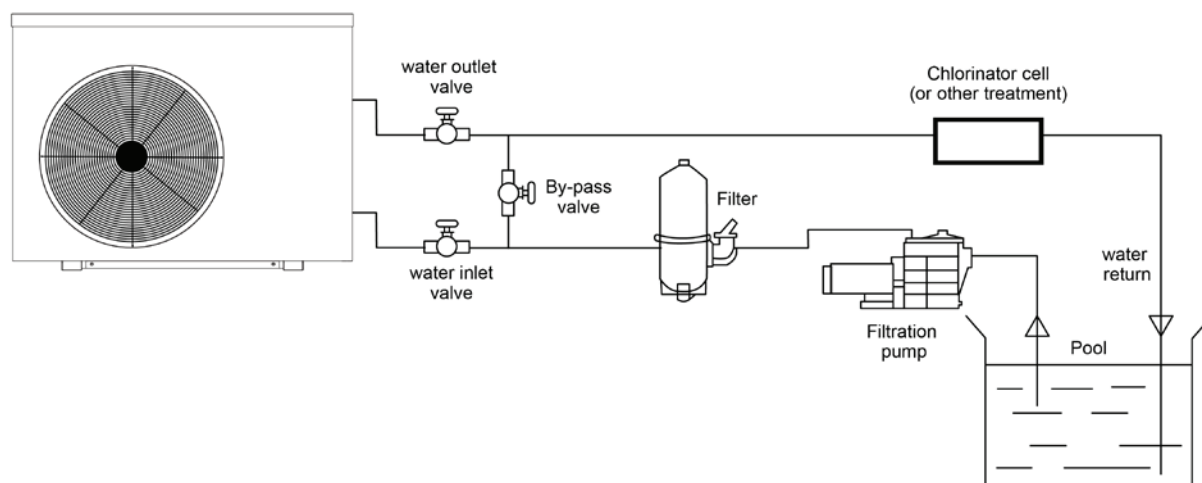 water outlet
valve
Chlorinator cell
(or other treatment)
By-pass
valve
Filter
water inlet
valve
water
return
Filtration
pump
Pool